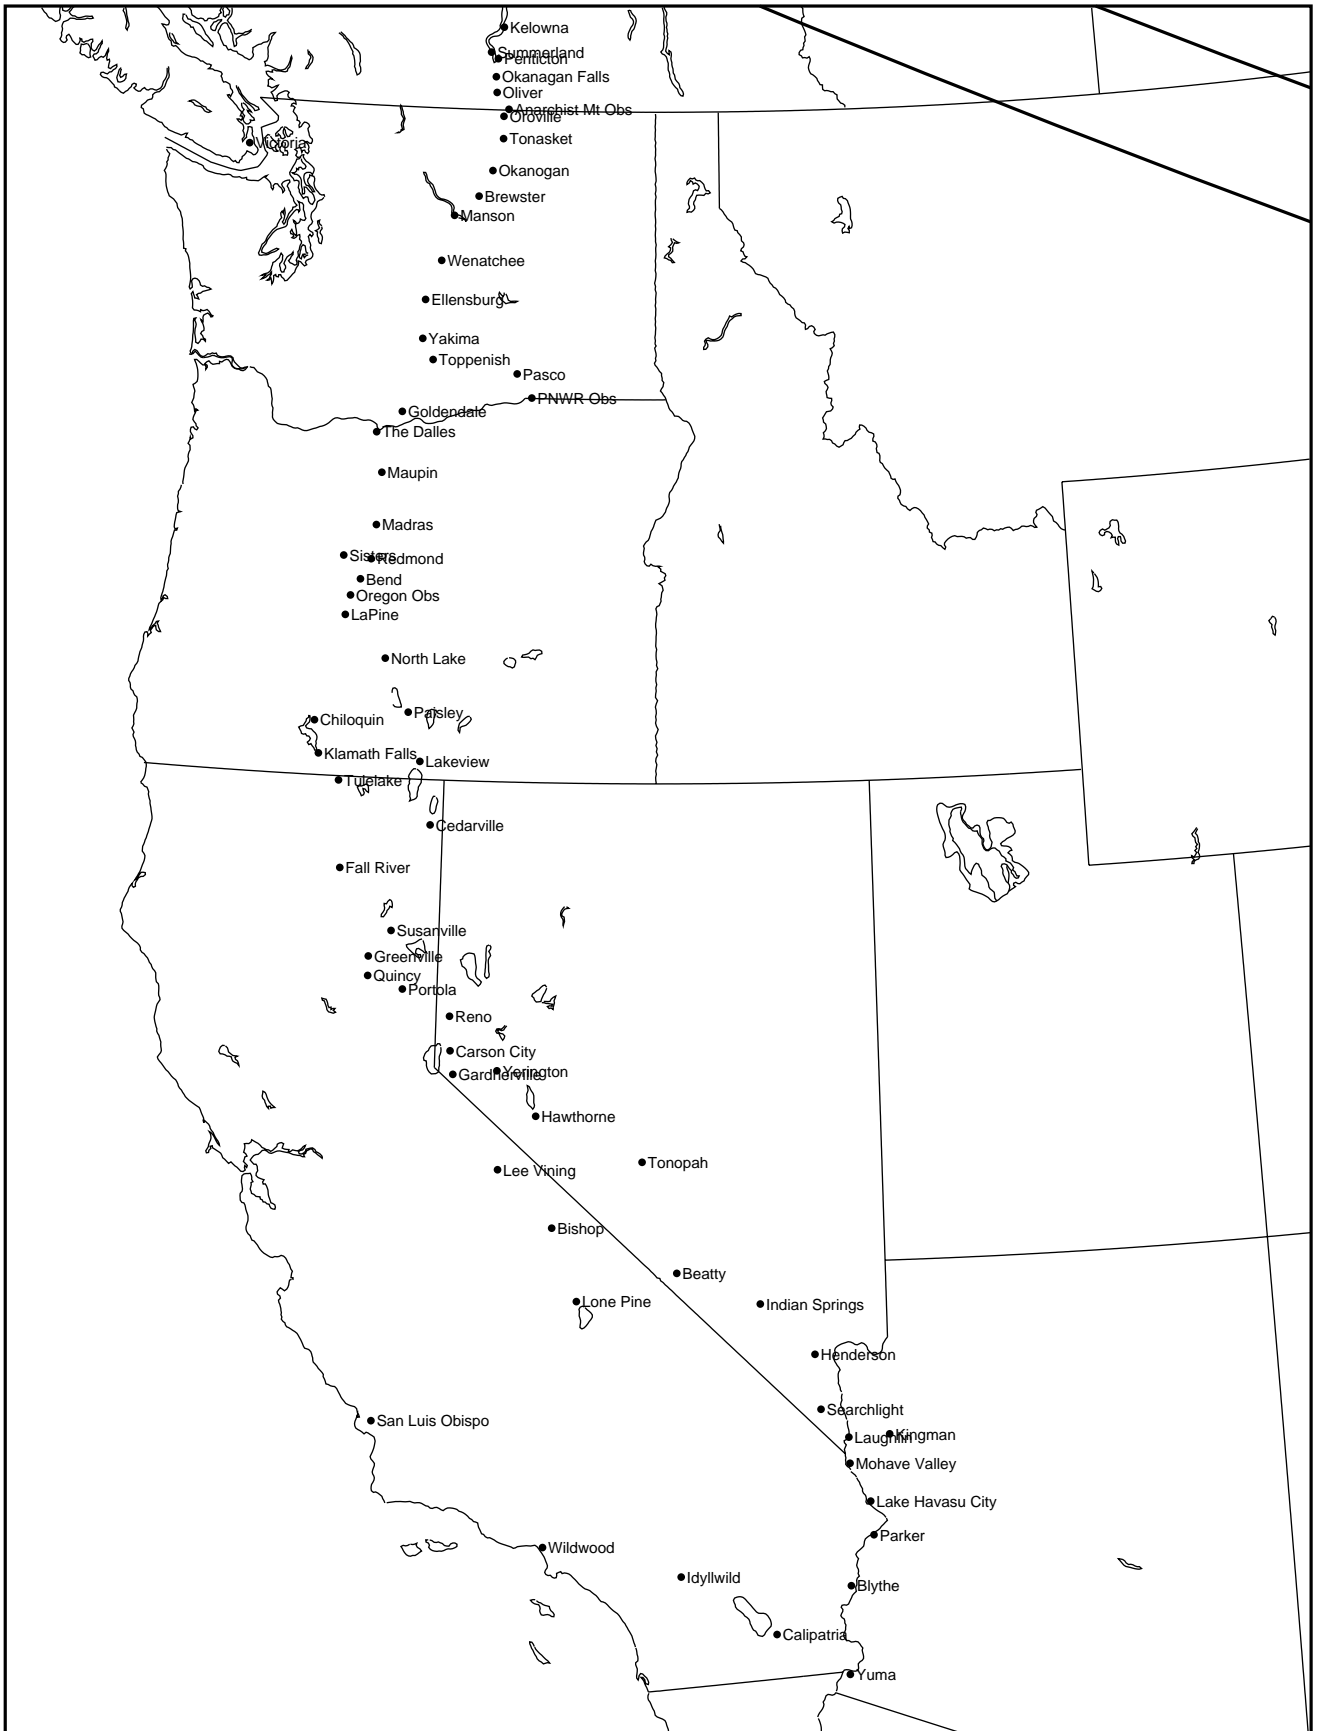 Kelowna
Summerland
Penticton
Okanagan Falls
Oliver
Anarchist Mt Obs
Oroville
Tonasket
Victoria
Okanogan
Brewster
Manson
Wenatchee
Ellensburg
Yakima
Toppenish
Pasco
PNWR Obs
Goldendale
The Dalles
Maupin
Madras
Sisters
Redmond
Bend
Oregon Obs
LaPine
North Lake
Paisley
Chiloquin
Klamath Falls
Lakeview
Tulelake
Cedarville
Fall River
Susanville
Greenville
Quincy
Portola
Reno
Carson City
Yerington
Gardnerville
Hawthorne
Tonopah
Lee Vining
Bishop
Beatty
Lone Pine
Indian Springs
Henderson
Searchlight
San Luis Obispo
Kingman
Laughlin
Mohave Valley
Lake Havasu City
Parker
Wildwood
Idyllwild
Blythe
Calipatria
Yuma